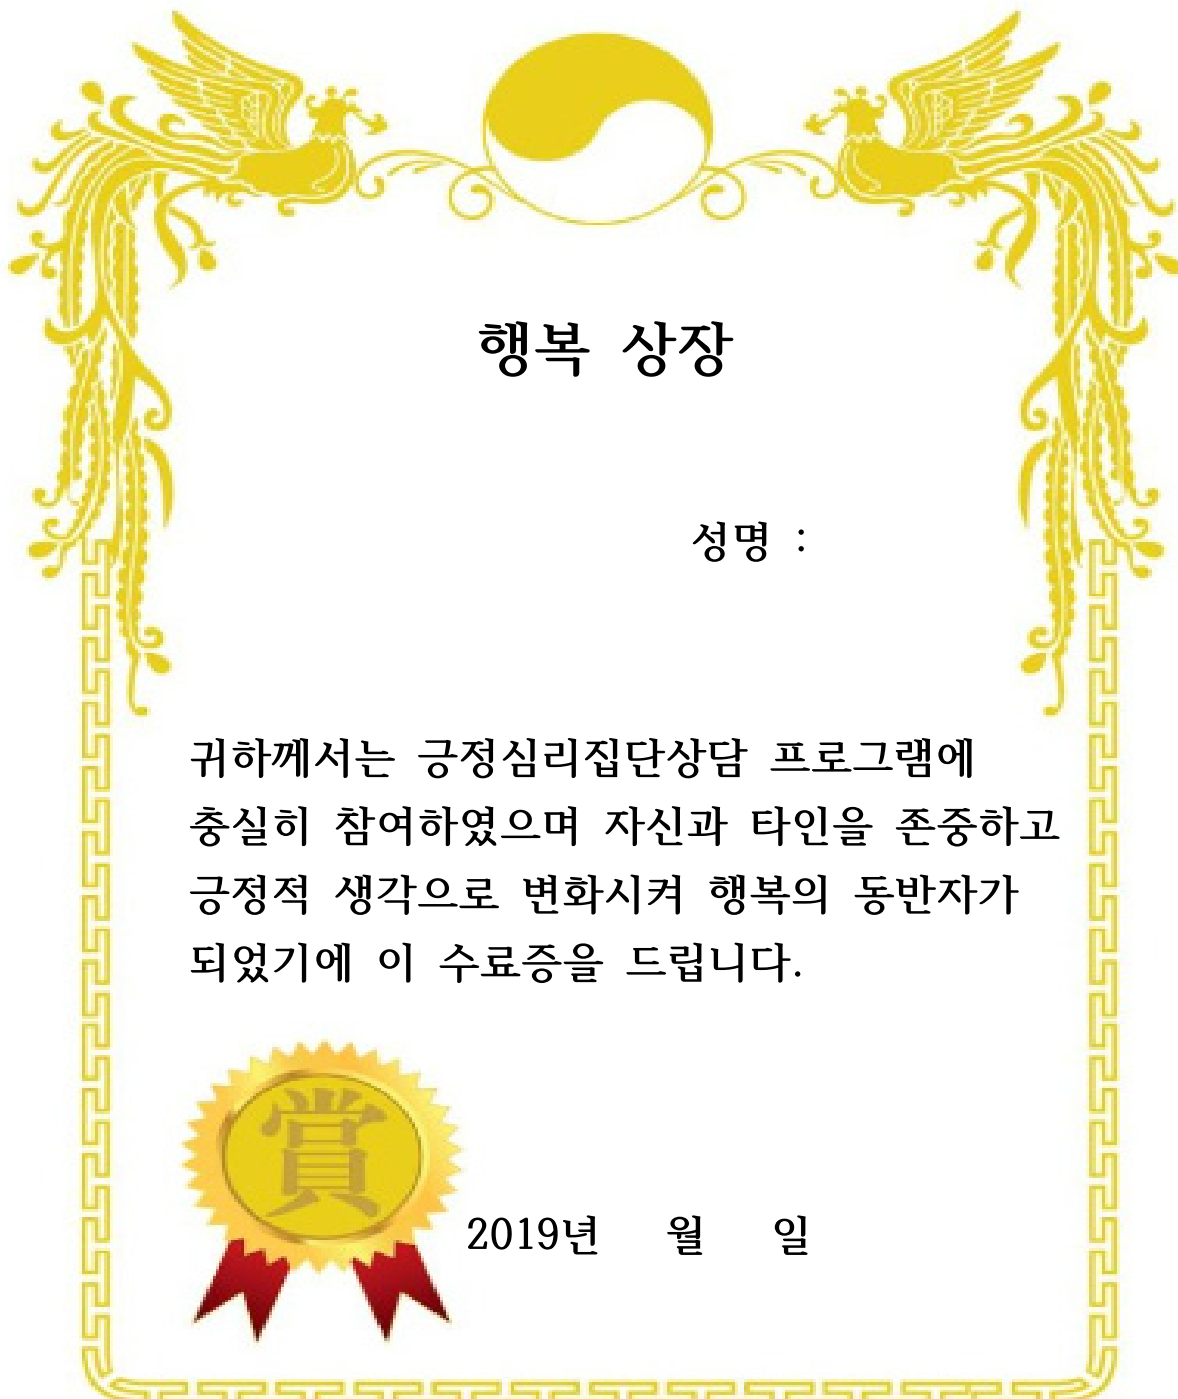 행복 상장
성명 :
귀하께서는 긍정심리집단상담 프로그램에
충실히 참여하였으며 자신과 타인을 존중하고
긍정적 생각으로 변화시켜 행복의 동반자가
되었기에 이 수료증을 드립니다.
賞
2019년 월 일